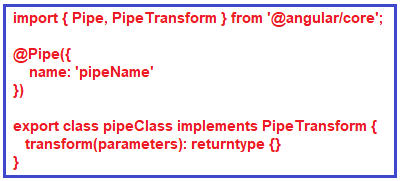 import { Pipe, PipeTransform } from '@angular/core';
@Pipe({
    name: 'pipeName'
})
export class pipeClass implements PipeTransform {
    transform(parameters): returntype {}
}